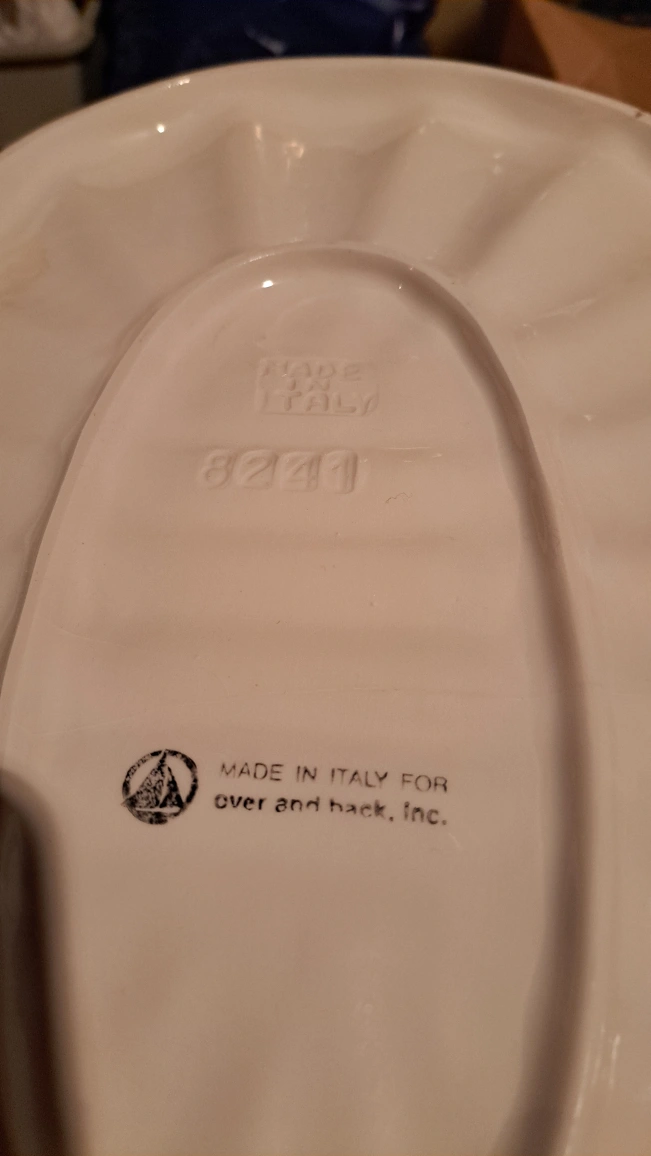 MADE
IN
ITALY
8241
MADE IN ITALY FOR
over and back, inc.